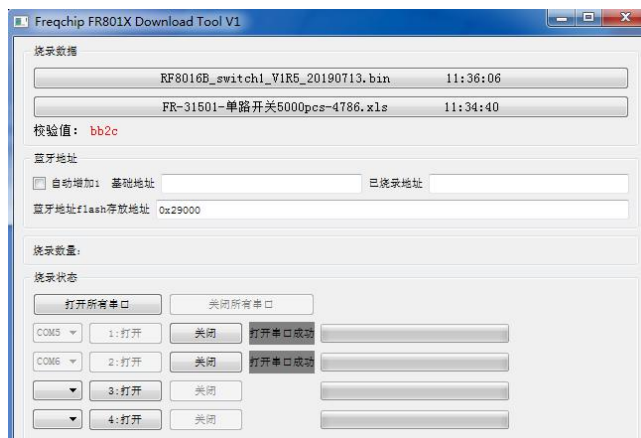 Freqchip FR801X Download Tool V1
烧录数据
RF8016B_switch1_V1R5_20190713.bin 11:36:06
FR-31501-单路开关5000pcs-4786.xls 11:34:40
校验值: bb2c
蓝牙地址
自动增加1 基础地址 已烧录地址
蓝牙地址flash存放地址 0x29000
烧录数量:
烧录状态
打开所有串口 关闭所有串口
COM5 1:打开 关闭 打开串口成功
COM6 2:打开 关闭 打开串口成功
3:打开 关闭
4:打开 关闭